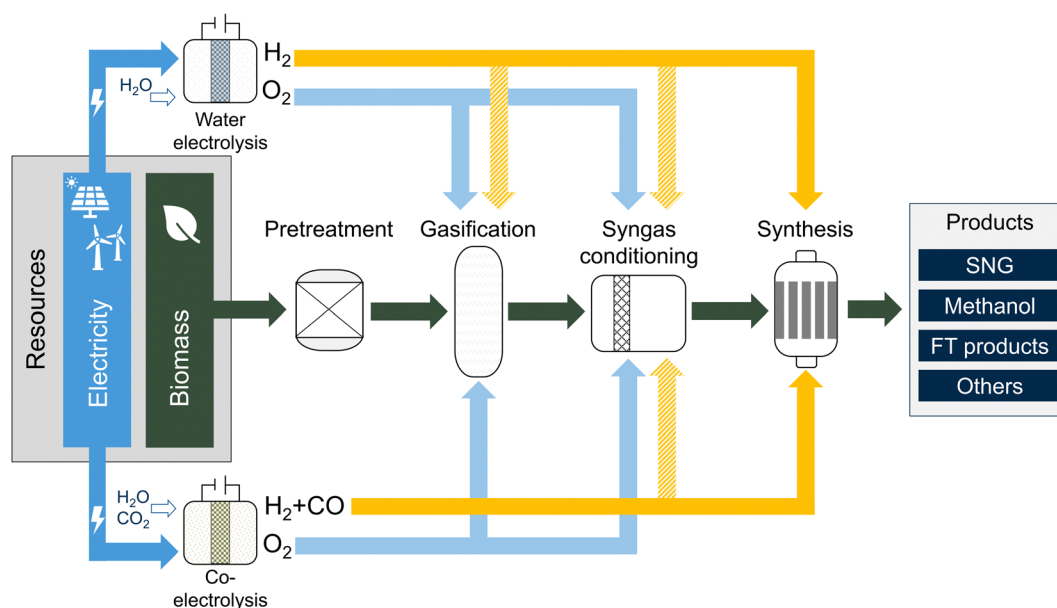 H₂
H₂O
O₂
Water
electrolysis
Resources
Electricity
Biomass
Pretreatment
Gasification
Syngas
conditioning
Synthesis
Products
SNG
Methanol
FT products
Others
H₂O
CO₂
H₂+CO
O₂
Co-
electrolysis